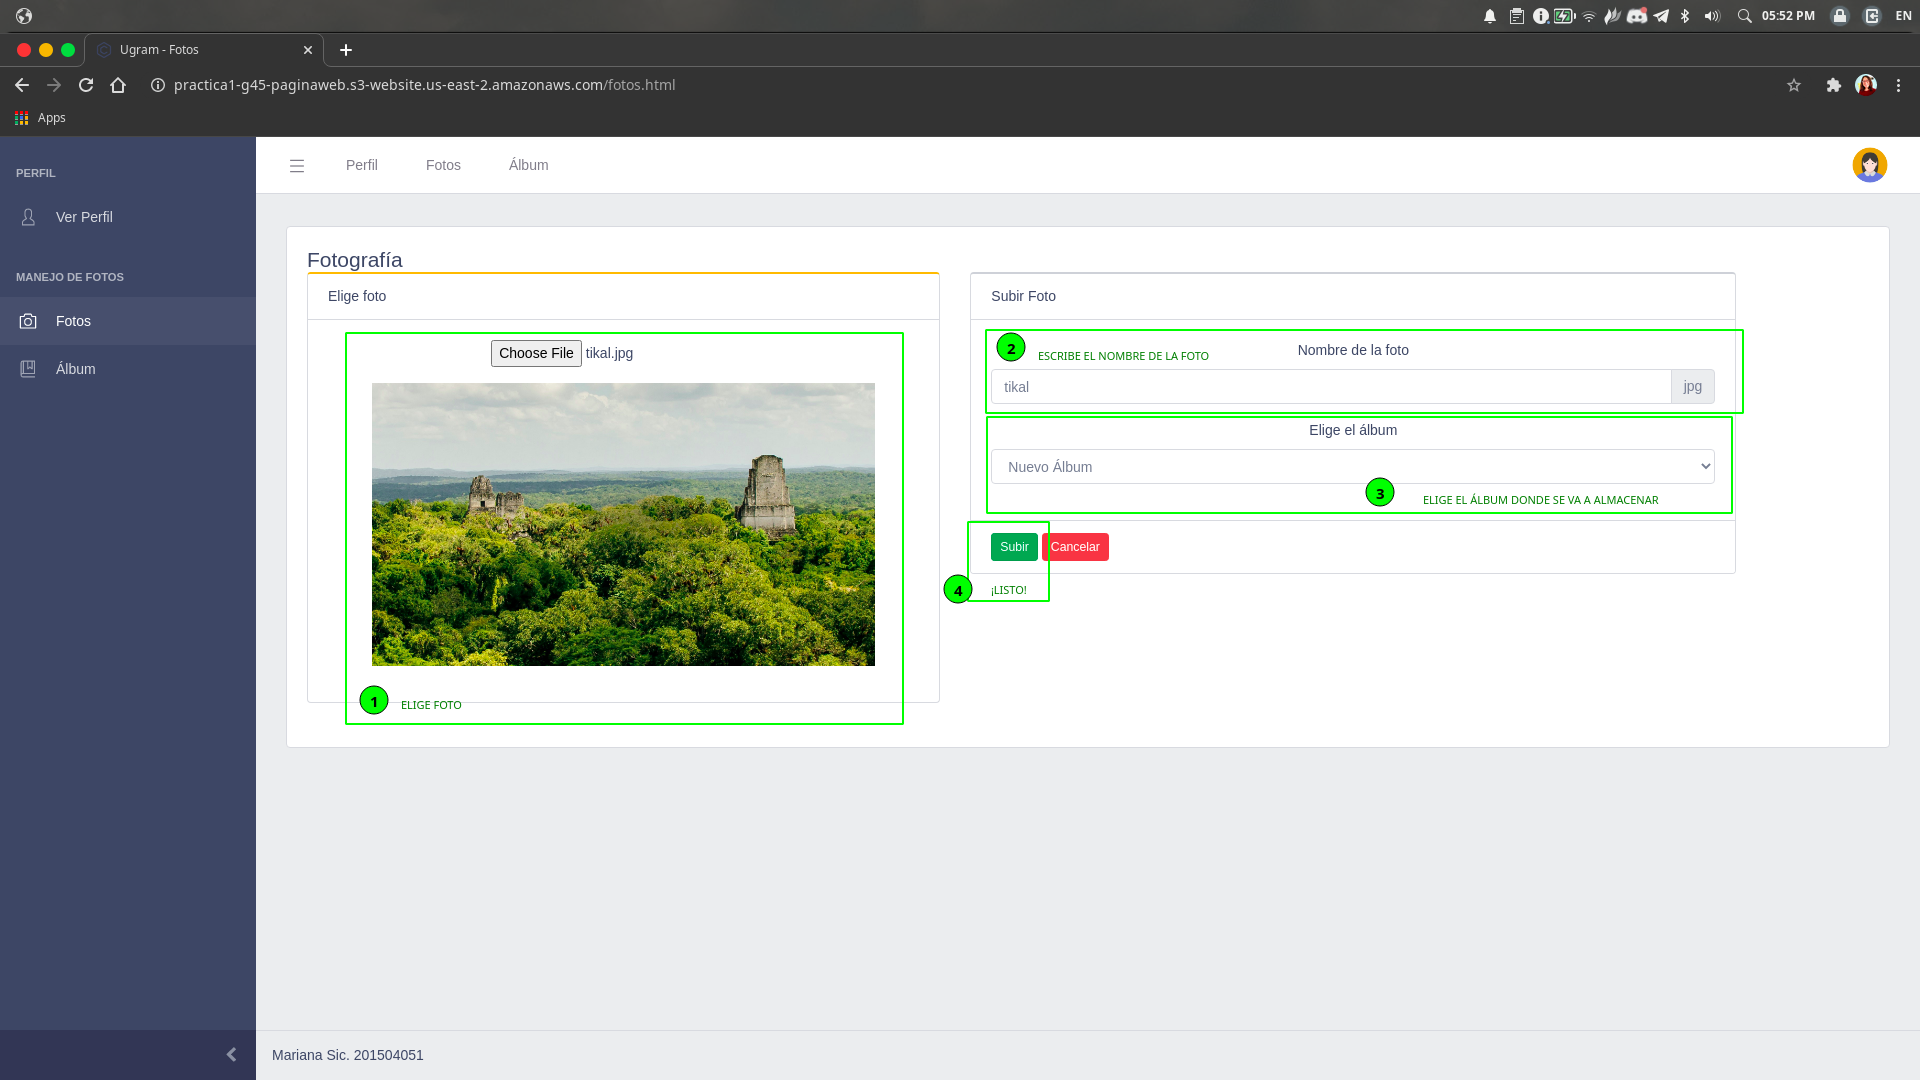 05:52 PM
EN
Ugram - Fotos
practica1-g45-paginaweb.s3-website.us-east-2.amazonaws.com/fotos.html
Apps
PERFIL
Ver Perfil
MANEJO DE FOTOS
Fotos
Álbum
Perfil
Fotos
Álbum
Fotografía
Elige foto
Choose File tikal.jpg
1
ELIGE FOTO
Subir Foto
2
ESCRIBE EL NOMBRE DE LA FOTO
Nombre de la foto
tikal
jpg
Elige el álbum
Nuevo Álbum
3
ELIGE EL ÁLBUM DONDE SE VA A ALMACENAR
Subir
Cancelar
4
¡LISTO!
Mariana Sic. 201504051